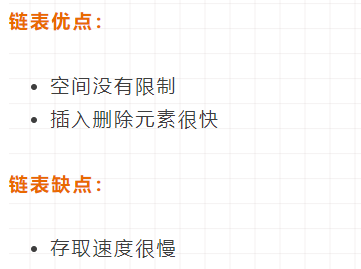 链表优点：
空间没有限制
插入删除元素很快
链表缺点：
存取速度很慢